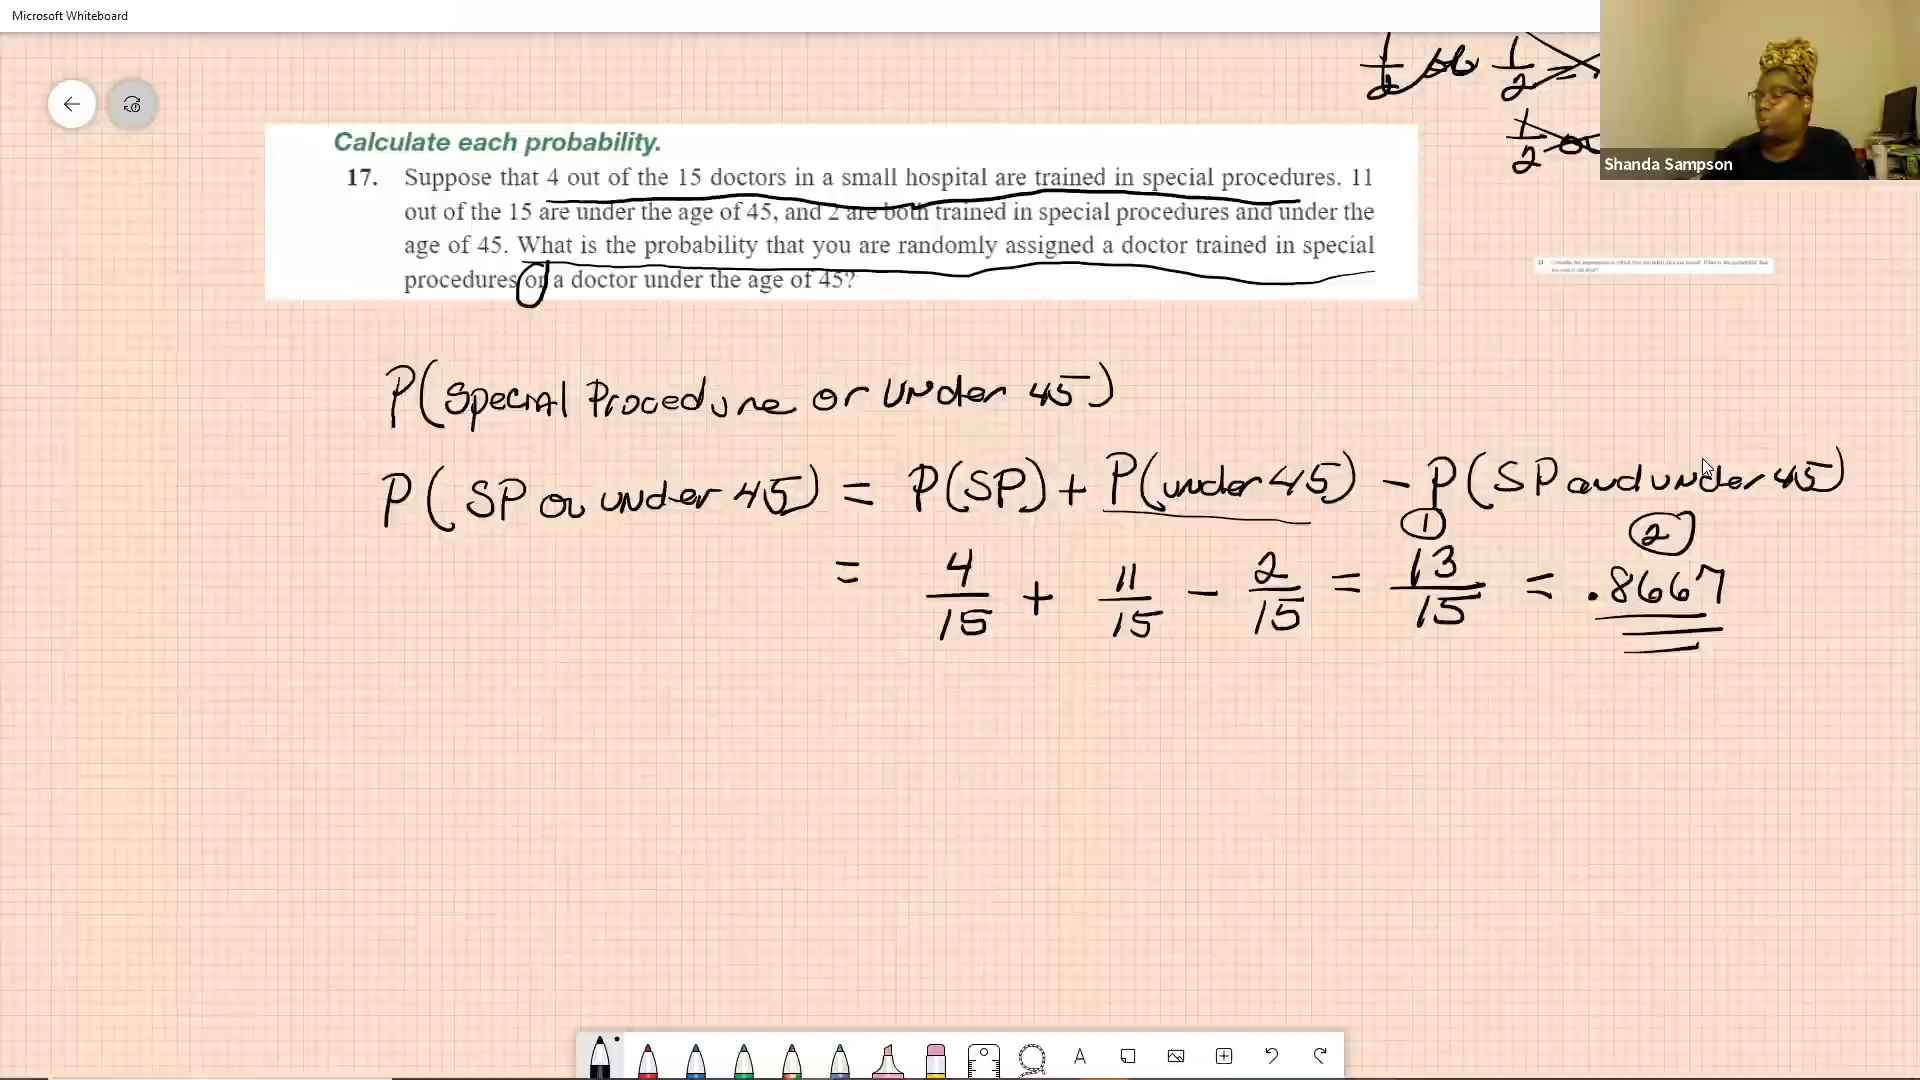 Microsoft Whiteboard
Shanda Sampson
Calculate each probability.
17. Suppose that 4 out of the 15 doctors in a small hospital are trained in special procedures. 11
out of the 15 are under the age of 45, and 2 are both trained in special procedures and under the
age of 45. What is the probability that you are randomly assigned a doctor trained in special
procedures or a doctor under the age of 45?
P(Special Procedure or under 45)
P(SP or under 45) = P(SP) + P(under 45) - P(SP and under 45)
① ②
= 4/15 + 11/15 - 2/15 = 13/15 = .8667
A